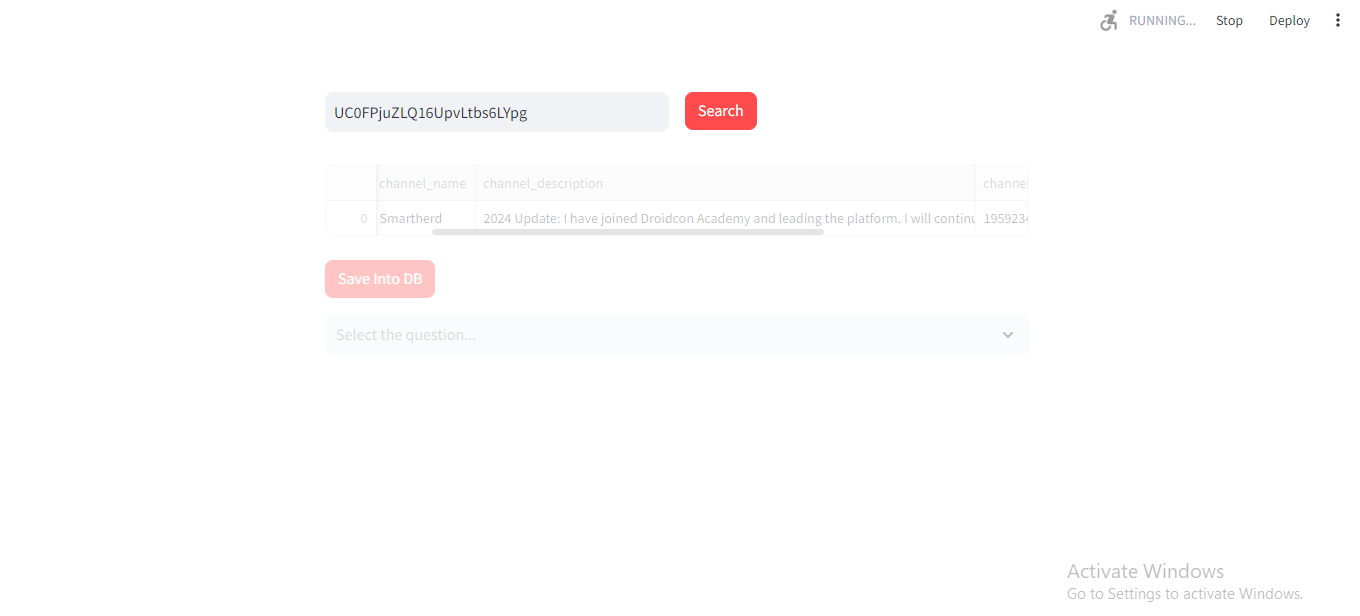 RUNNING... Stop Deploy
UC0FPjuZLQ16UpvLtbs6LYpg Search
channel_name channel_description channel
0 Smartherd 2024 Update: I have joined Droidcon Academy and leading the platform. I will continu 1959234
Save Into DB
Select the question...
Activate Windows
Go to Settings to activate Windows.